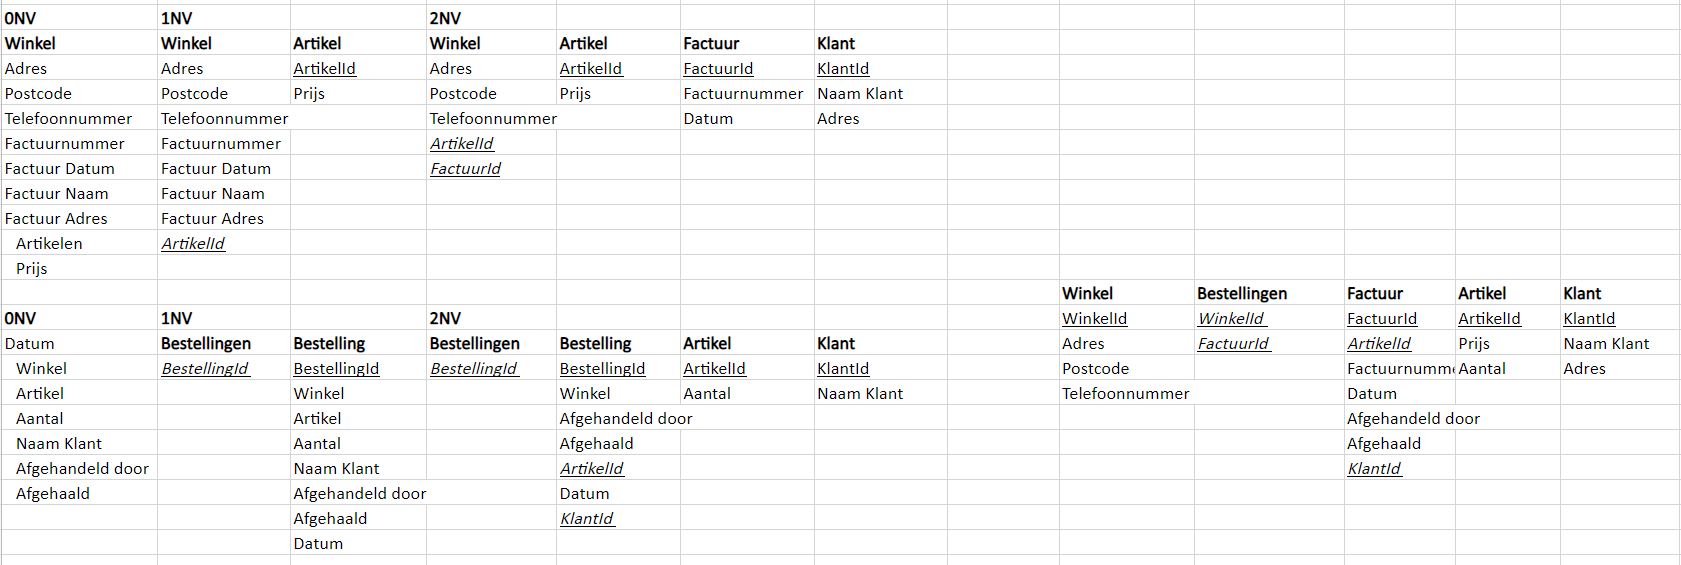 0NV 1NV 2NV
Winkel Winkel Artikel Winkel Artikel Factuur Klant
Adres Adres ArtikelId Adres ArtikelId FactuurId KlantId
Postcode Postcode Prijs Postcode Prijs Factuurnummer Naam Klant
Telefoonnummer Telefoonnummer Telefoonnummer Datum Adres
Factuurnummer Factuurnummer ArtikelId
Factuur Datum Factuur Datum FactuurId
Factuur Naam Factuur Naam
Factuur Adres Factuur Adres
Artikelen ArtikelId
Prijs
Winkel Bestellingen Factuur Artikel Klant
0NV 1NV 2NV WinkelId WinkelId FactuurId ArtikelId KlantId
Datum Bestellingen Bestelling Bestellingen Bestelling Artikel Klant Adres FactuurId ArtikelId Prijs Naam Klant
Winkel BestellingId BestellingId BestellingId BestellingId ArtikelId KlantId Postcode Factuurnumme Aantal Adres
Artikel Winkel Winkel Aantal Naam Klant Telefoonnummer Datum
Aantal Artikel Afgehandeld door Afgehandeld door
Naam Klant Aantal Afgehaald Afgehaald
Afgehandeld door Naam Klant ArtikelId KlantId
Afgehaald Afgehandeld door Datum
Afgehaald KlantId
Datum